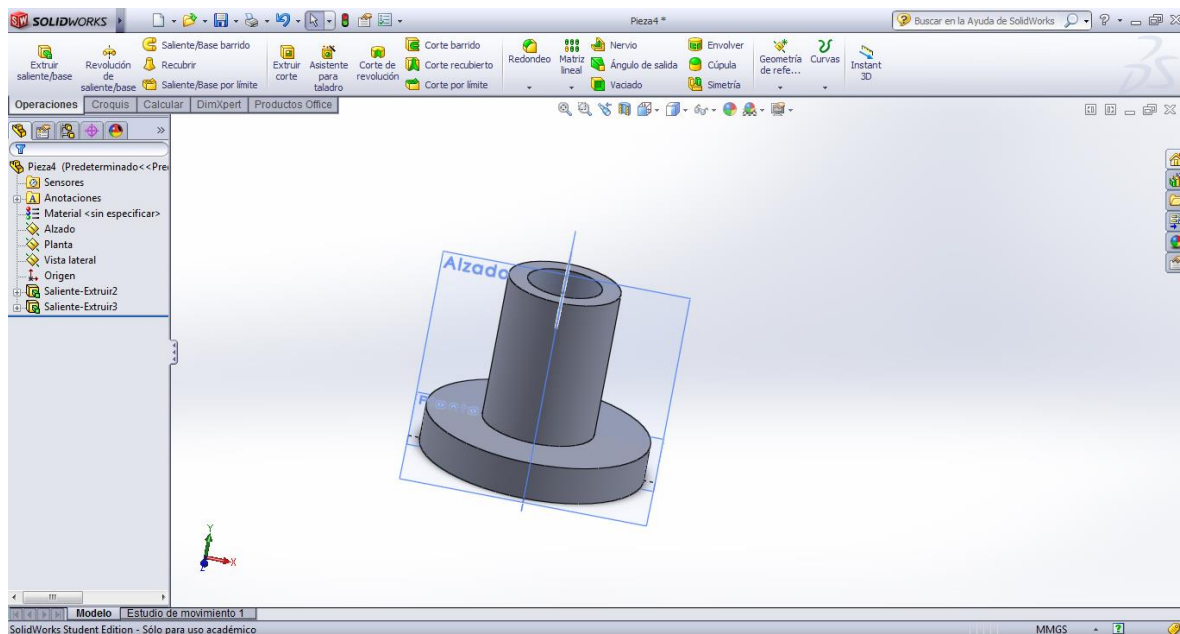 SOLIDWORKS
Pieza4 *
Buscar en la Ayuda de SolidWorks
Extruir saliente/base
Revolución de saliente/base
Saliente/Base barrido
Recubrir
Saliente/Base por límite
Extruir corte
Asistente para taladro
Corte de revolución
Corte barrido
Corte recubierto
Corte por límite
Redondeo
Matriz lineal
Nervio
Ángulo de salida
Vaciado
Envolver
Cúpula
Simetría
Geometría de refe...
Curvas
Instant 3D
Operaciones
Croquis
Calcular
DimXpert
Productos Office
Pieza4 (Predeterminado<<Pre
Sensores
Anotaciones
Material <sin especificar>
Alzado
Planta
Vista lateral
Origen
Saliente-Extruir2
Saliente-Extruir3
Alzado
Planta
Y
X
Z
Modelo
Estudio de movimiento 1
SolidWorks Student Edition - Sólo para uso académico
MMGS